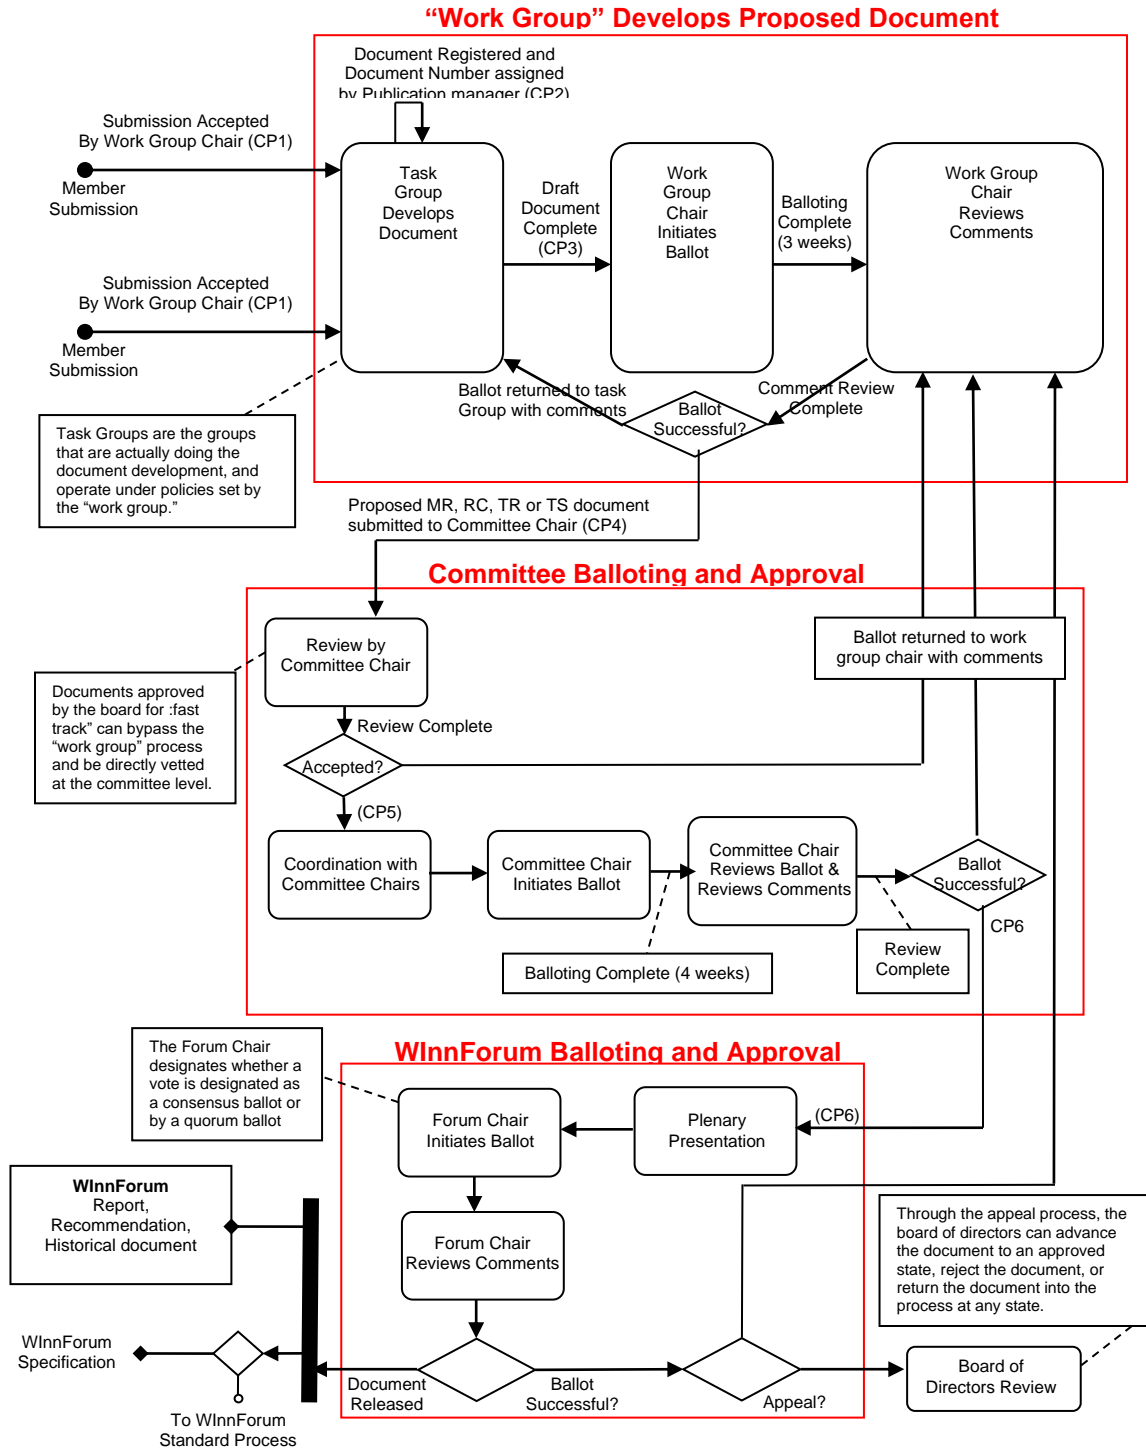 “Work Group” Develops Proposed Document
Document Registered and
Document Number assigned
by Publication manager (CP2)
Submission Accepted
By Work Group Chair (CP1)
Member
Submission
Task
Group
Develops
Document
Draft
Document
Complete
(CP3)
Work
Group
Chair
Initiates
Ballot
Balloting
Complete
(3 weeks)
Work Group
Chair
Reviews
Comments
Submission Accepted
By Work Group Chair (CP1)
Member
Submission
Ballot returned to task
Group with comments
Ballot
Successful?
Comment Review
Complete
Task Groups are the groups
that are actually doing the
document development, and
operate under policies set by
the “work group.”
Proposed MR, RC, TR or TS document
submitted to Committee Chair (CP4)
Committee Balloting and Approval
Review by
Committee Chair
Ballot returned to work
group chair with comments
Documents approved
by the board for :fast
track” can bypass the
“work group” process
and be directly vetted
at the committee level.
Review Complete
Accepted?
(CP5)
Coordination with
Committee Chairs
Committee Chair
Initiates Ballot
Committee Chair
Reviews Ballot &
Reviews Comments
Ballot
Successful?
CP6
Balloting Complete (4 weeks)
Review
Complete
WInnForum Balloting and Approval
The Forum Chair
designates whether a
vote is designated as
a consensus ballot or
by a quorum ballot
Forum Chair
Initiates Ballot
Plenary
Presentation
(CP6)
WInnForum
Report,
Recommendation,
Historical document
Forum Chair
Reviews Comments
Through the appeal process, the
board of directors can advance
the document to an approved
state, reject the document, or
return the document into the
process at any state.
WInnForum
Specification
To WInnForum
Standard Process
Document
Released
Ballot
Successful?
Appeal?
Board of
Directors Review